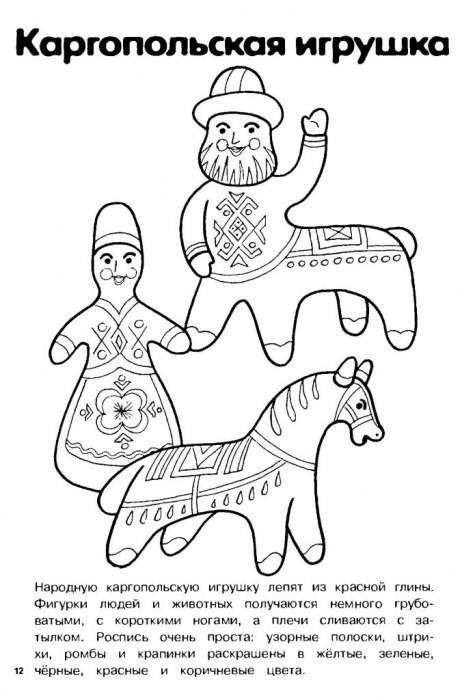 Каргопольская игрушка
Народную каргопольскую игрушку лепят из красной глины.
Фигурки людей и животных получаются немного грубо-
ватыми, с короткими ногами, а плечи сливаются с за-
тылком. Роспись очень проста: узорные полоски, штри-
хи, ромбы и крапинки раскрашены в жёлтые, зеленые,
12 чёрные, красные и коричневые цвета.